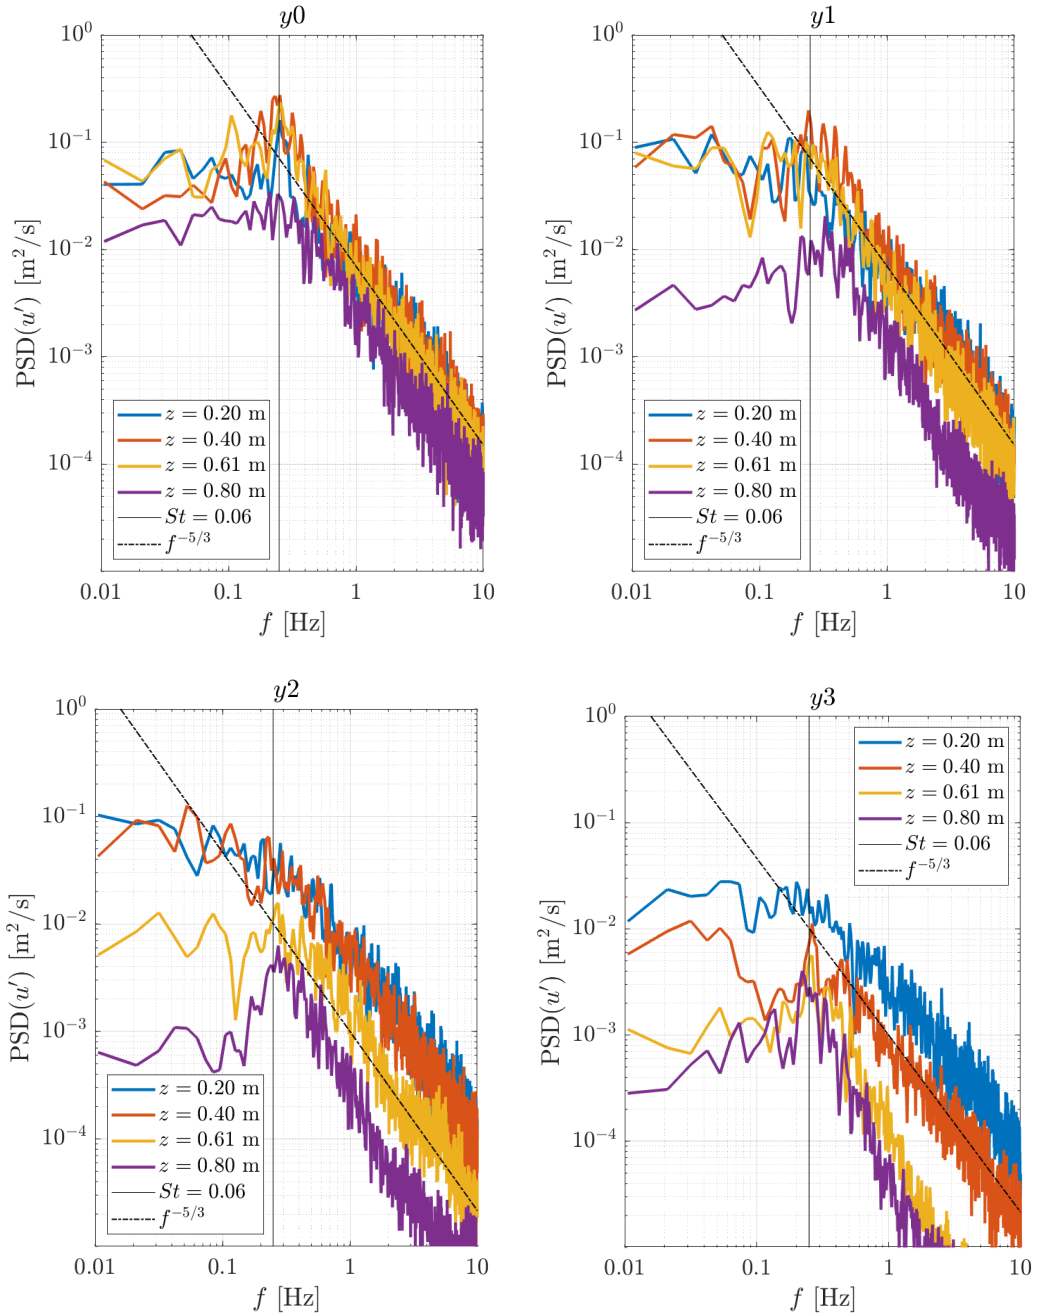 y0
10^0
10^-1
10^-2
10^-3
10^-4
PSD(u′) [m^2/s]
z = 0.20 m
z = 0.40 m
z = 0.61 m
z = 0.80 m
St = 0.06
f^-5/3
0.01 0.1 1 10
f [Hz]
y1
10^0
10^-1
10^-2
10^-3
10^-4
PSD(u′) [m^2/s]
z = 0.20 m
z = 0.40 m
z = 0.61 m
z = 0.80 m
St = 0.06
f^-5/3
0.01 0.1 1 10
f [Hz]
y2
10^0
10^-1
10^-2
10^-3
10^-4
PSD(u′) [m^2/s]
z = 0.20 m
z = 0.40 m
z = 0.61 m
z = 0.80 m
St = 0.06
f^-5/3
0.01 0.1 1 10
f [Hz]
y3
10^0
10^-1
10^-2
10^-3
10^-4
PSD(u′) [m^2/s]
z = 0.20 m
z = 0.40 m
z = 0.61 m
z = 0.80 m
St = 0.06
f^-5/3
0.01 0.1 1 10
f [Hz]